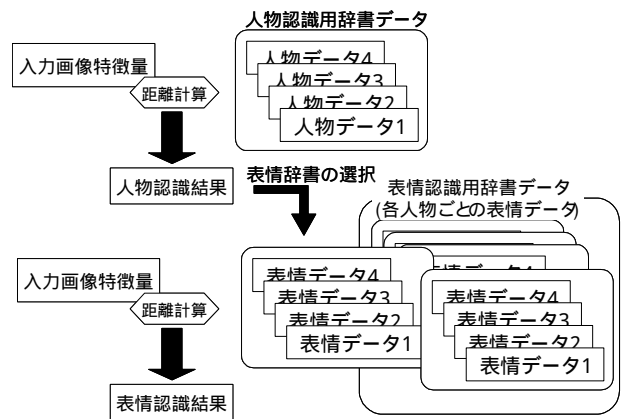 人物認識用辞書データ
入力画像特徴量
距離計算
人物データ4
人物データ3
人物データ2
人物データ1
人物認識結果
表情辞書の選択
表情認識用辞書データ
(各人物ごとの表情データ)
入力画像特徴量
距離計算
表情データ4
表情データ3
表情データ2
表情データ1
表情データ4
表情データ3
表情データ2
表情データ1
表情認識結果